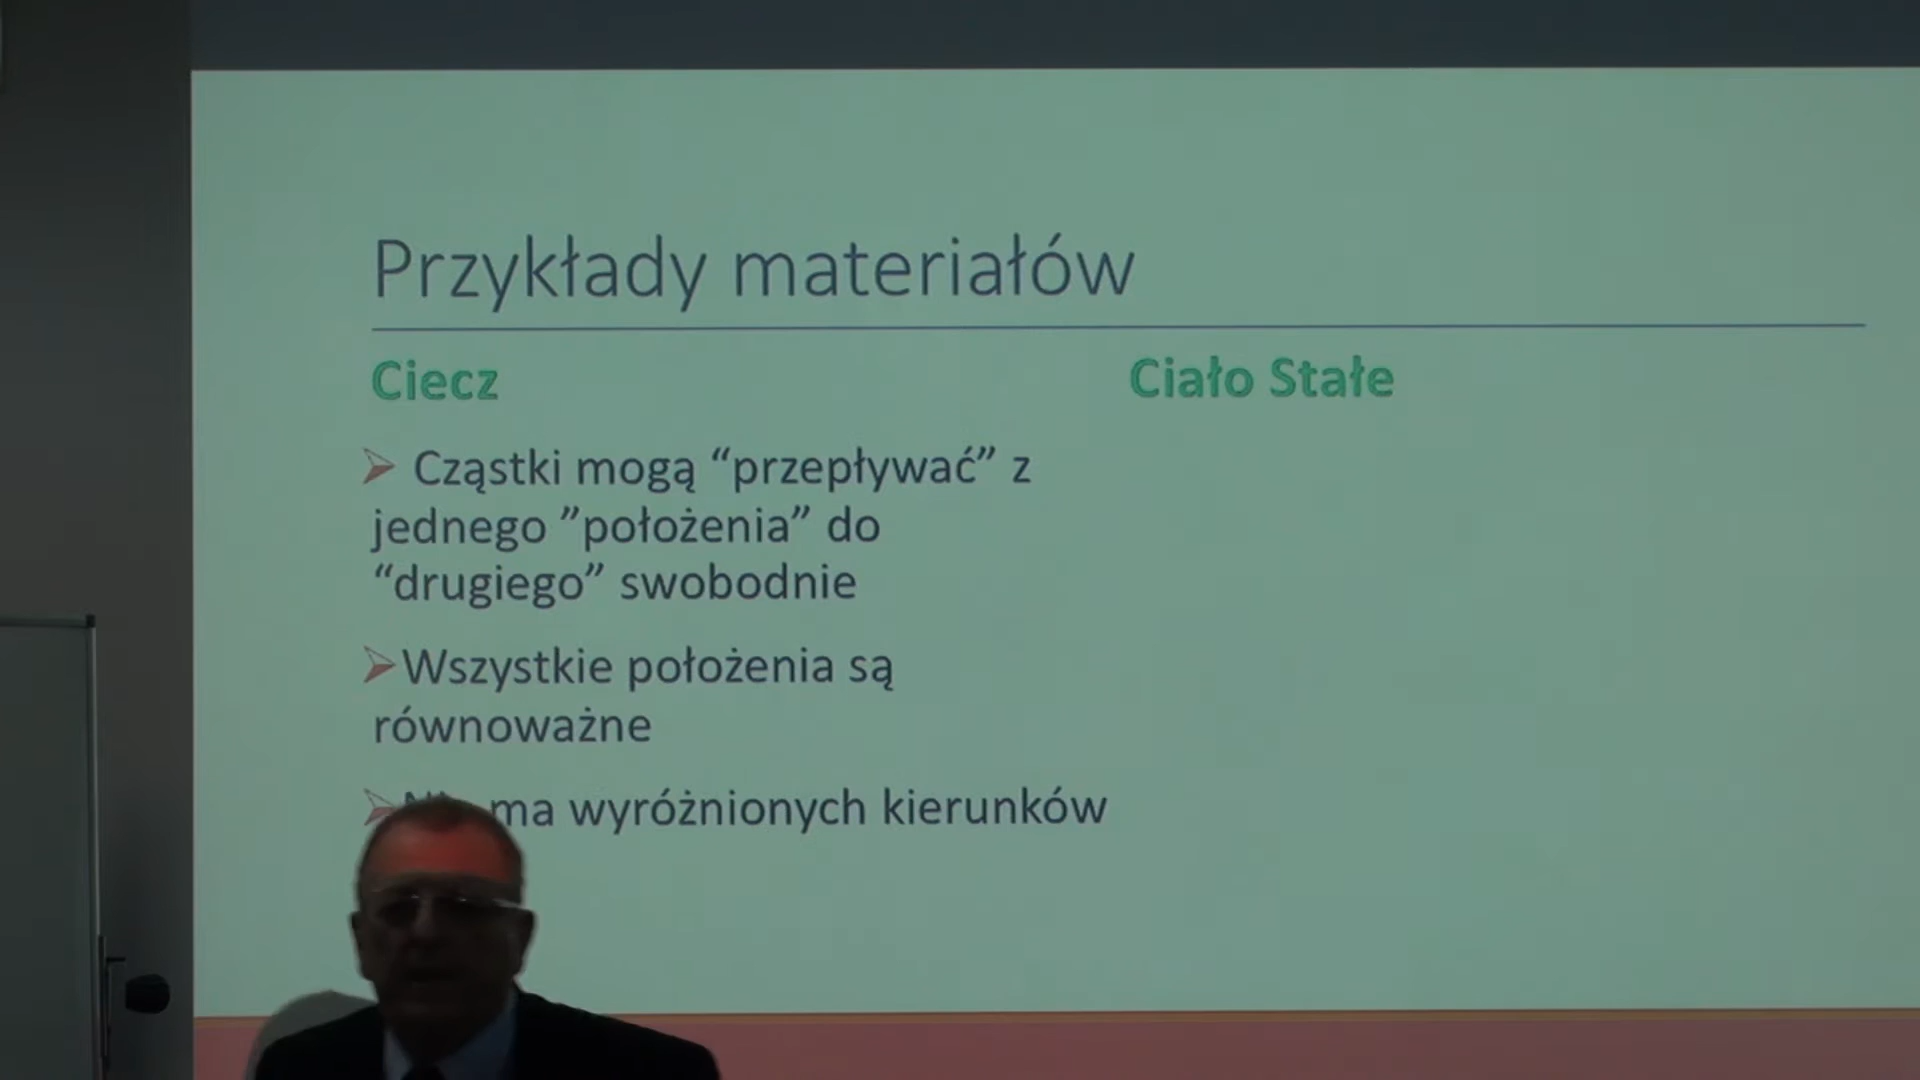 Przykłady materiałów
Ciecz
Cząstki mogą “przepływać” z
jednego ”położenia” do
“drugiego” swobodnie
Wszystkie położenia są
równoważne
ma wyróżnionych kierunków
Ciało Stałe